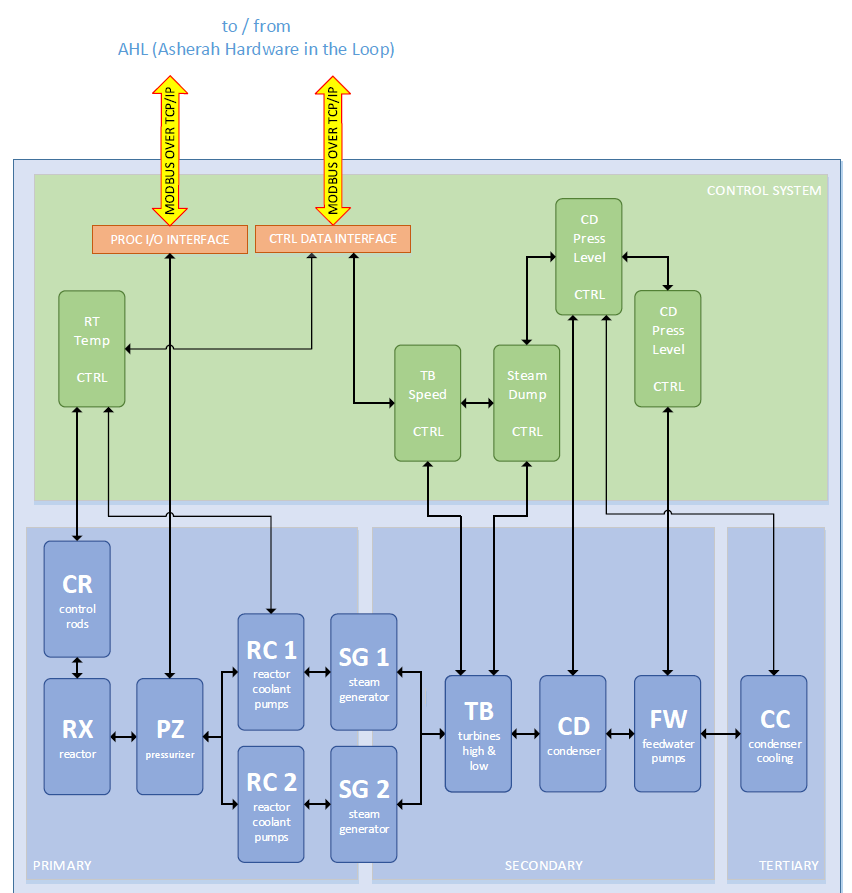 to / from
AHL (Asherah Hardware in the Loop)
MODBUS OVER TCP/IP
MODBUS OVER TCP/IP
CONTROL SYSTEM
PROC I/O INTERFACE
CTRL DATA INTERFACE
CD
Press
Level
CTRL
RT
Temp
CTRL
CD
Press
Level
CTRL
TB
Speed
CTRL
Steam
Dump
CTRL
CR
control
rods
RX
reactor
PZ
pressurizer
RC 1
reactor
coolant
pumps
SG 1
steam
generator
RC 2
reactor
coolant
pumps
SG 2
steam
generator
TB
turbines
high &
low
CD
condenser
FW
feedwater
pumps
CC
condenser
cooling
PRIMARY
SECONDARY
TERTIARY